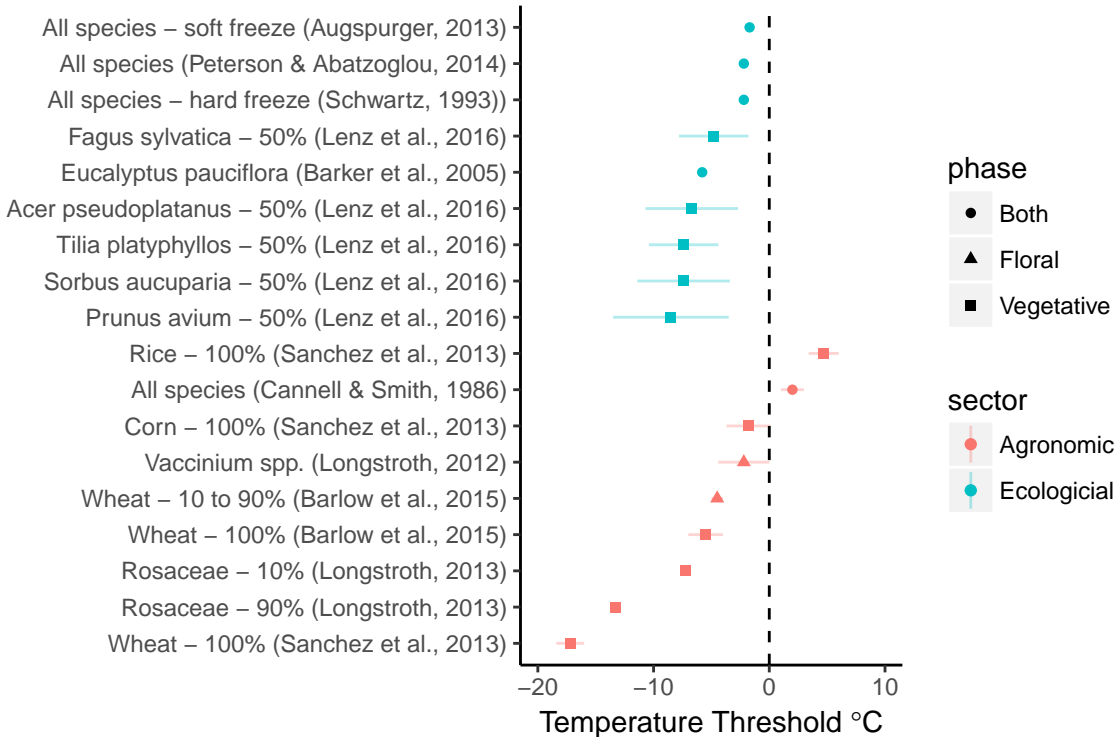 All species – soft freeze (Augspurger, 2013)
All species (Peterson & Abatzoglou, 2014)
All species – hard freeze (Schwartz, 1993))
Fagus sylvatica – 50% (Lenz et al., 2016)
Eucalyptus pauciflora (Barker et al., 2005)
Acer pseudoplatanus – 50% (Lenz et al., 2016)
Tilia platyphyllos – 50% (Lenz et al., 2016)
Sorbus aucuparia – 50% (Lenz et al., 2016)
Prunus avium – 50% (Lenz et al., 2016)
Rice – 100% (Sanchez et al., 2013)
All species (Cannell & Smith, 1986)
Corn – 100% (Sanchez et al., 2013)
Vaccinium spp. (Longstroth, 2012)
Wheat – 10 to 90% (Barlow et al., 2015)
Wheat – 100% (Barlow et al., 2015)
Rosaceae – 10% (Longstroth, 2013)
Rosaceae – 90% (Longstroth, 2013)
Wheat – 100% (Sanchez et al., 2013)
−20 −10 0 10
Temperature Threshold °C
phase
Both
Floral
Vegetative
sector
Agronomic
Ecologicial